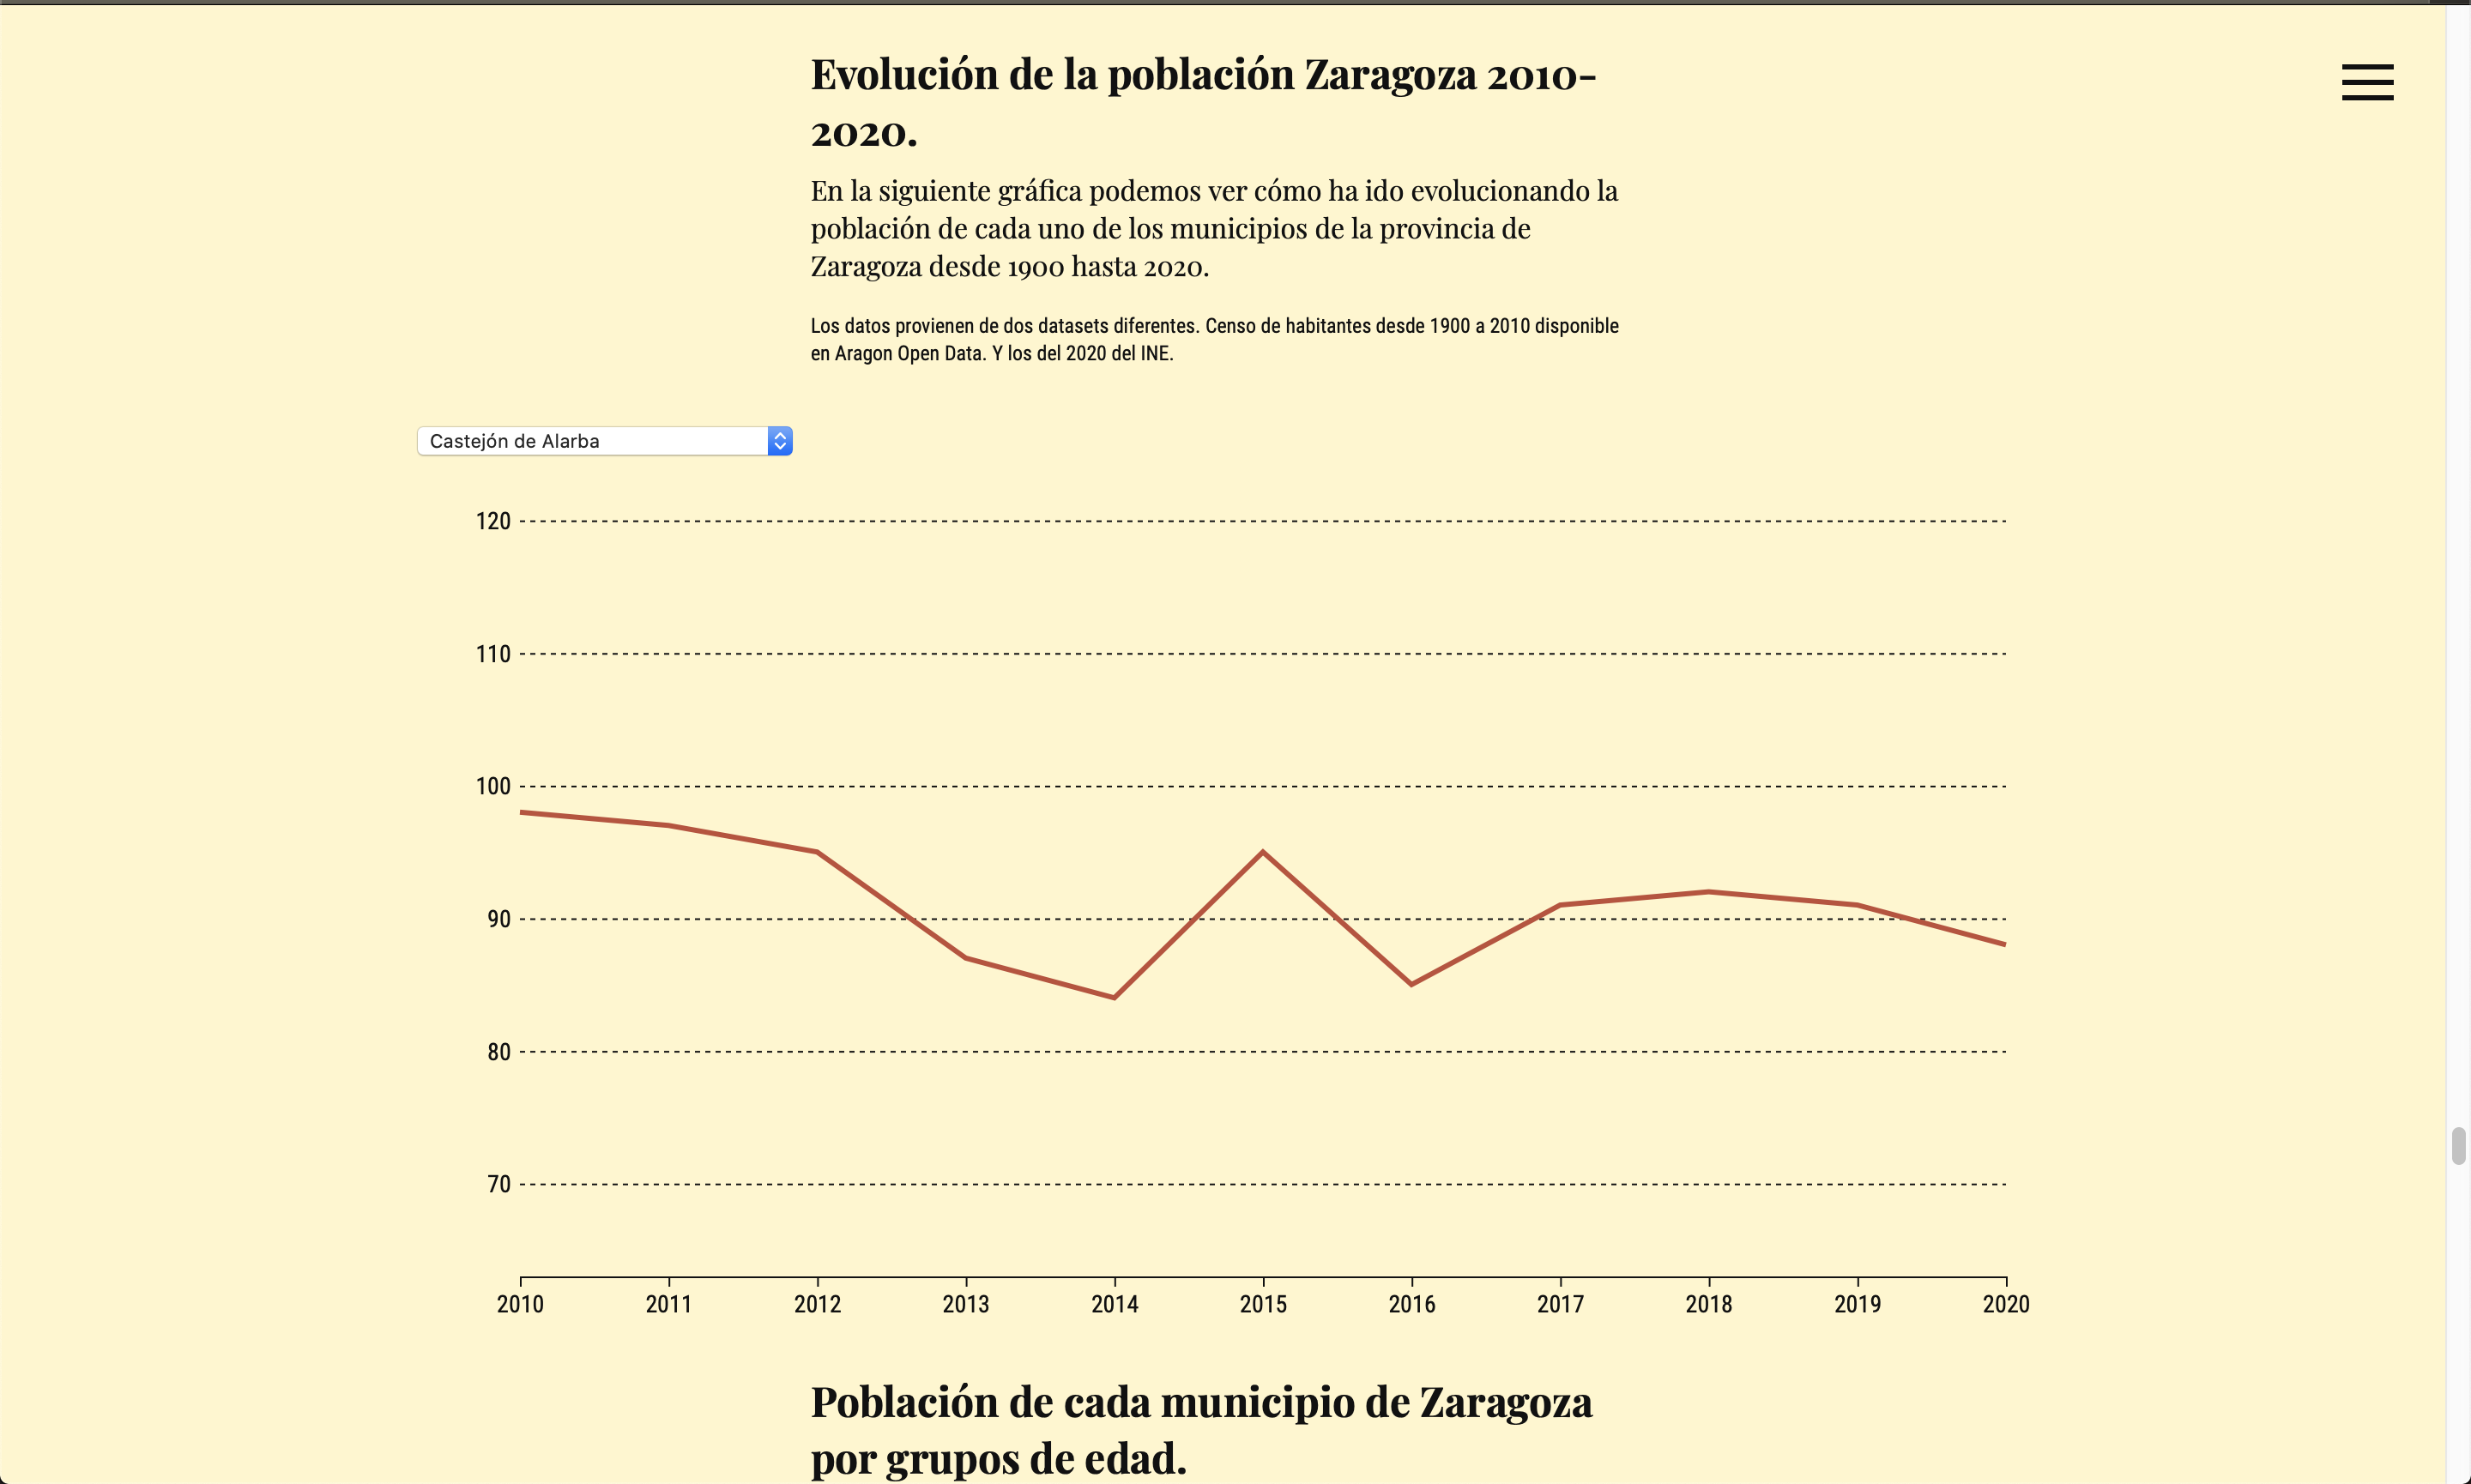 Evolución de la población Zaragoza 2010-
2020.
En la siguiente gráfica podemos ver cómo ha ido evolucionando la
población de cada uno de los municipios de la provincia de
Zaragoza desde 1900 hasta 2020.
Los datos provienen de dos datasets diferentes. Censo de habitantes desde 1900 a 2010 disponible
en Aragon Open Data. Y los del 2020 del INE.
Castejón de Alarba
120
110
100
90
80
70
2010 2011 2012 2013 2014 2015 2016 2017 2018 2019 2020
Población de cada municipio de Zaragoza
por grupos de edad.